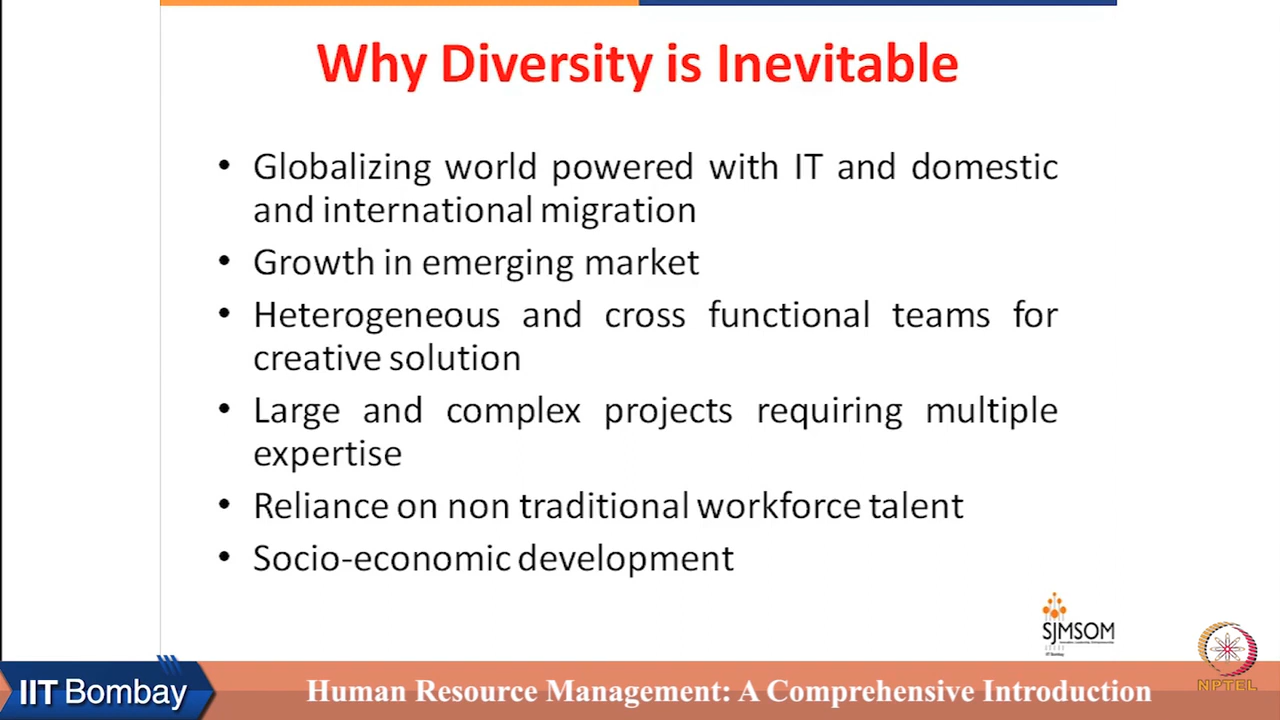 Why Diversity is Inevitable
• Globalizing world powered with IT and domestic
and international migration
• Growth in emerging market
• Heterogeneous and cross functional teams for
creative solution
• Large and complex projects requiring multiple
expertise
• Reliance on non traditional workforce talent
• Socio-economic development
SJMSOM
IIT Bombay
NPTEL
IIT Bombay
Human Resource Management: A Comprehensive Introduction